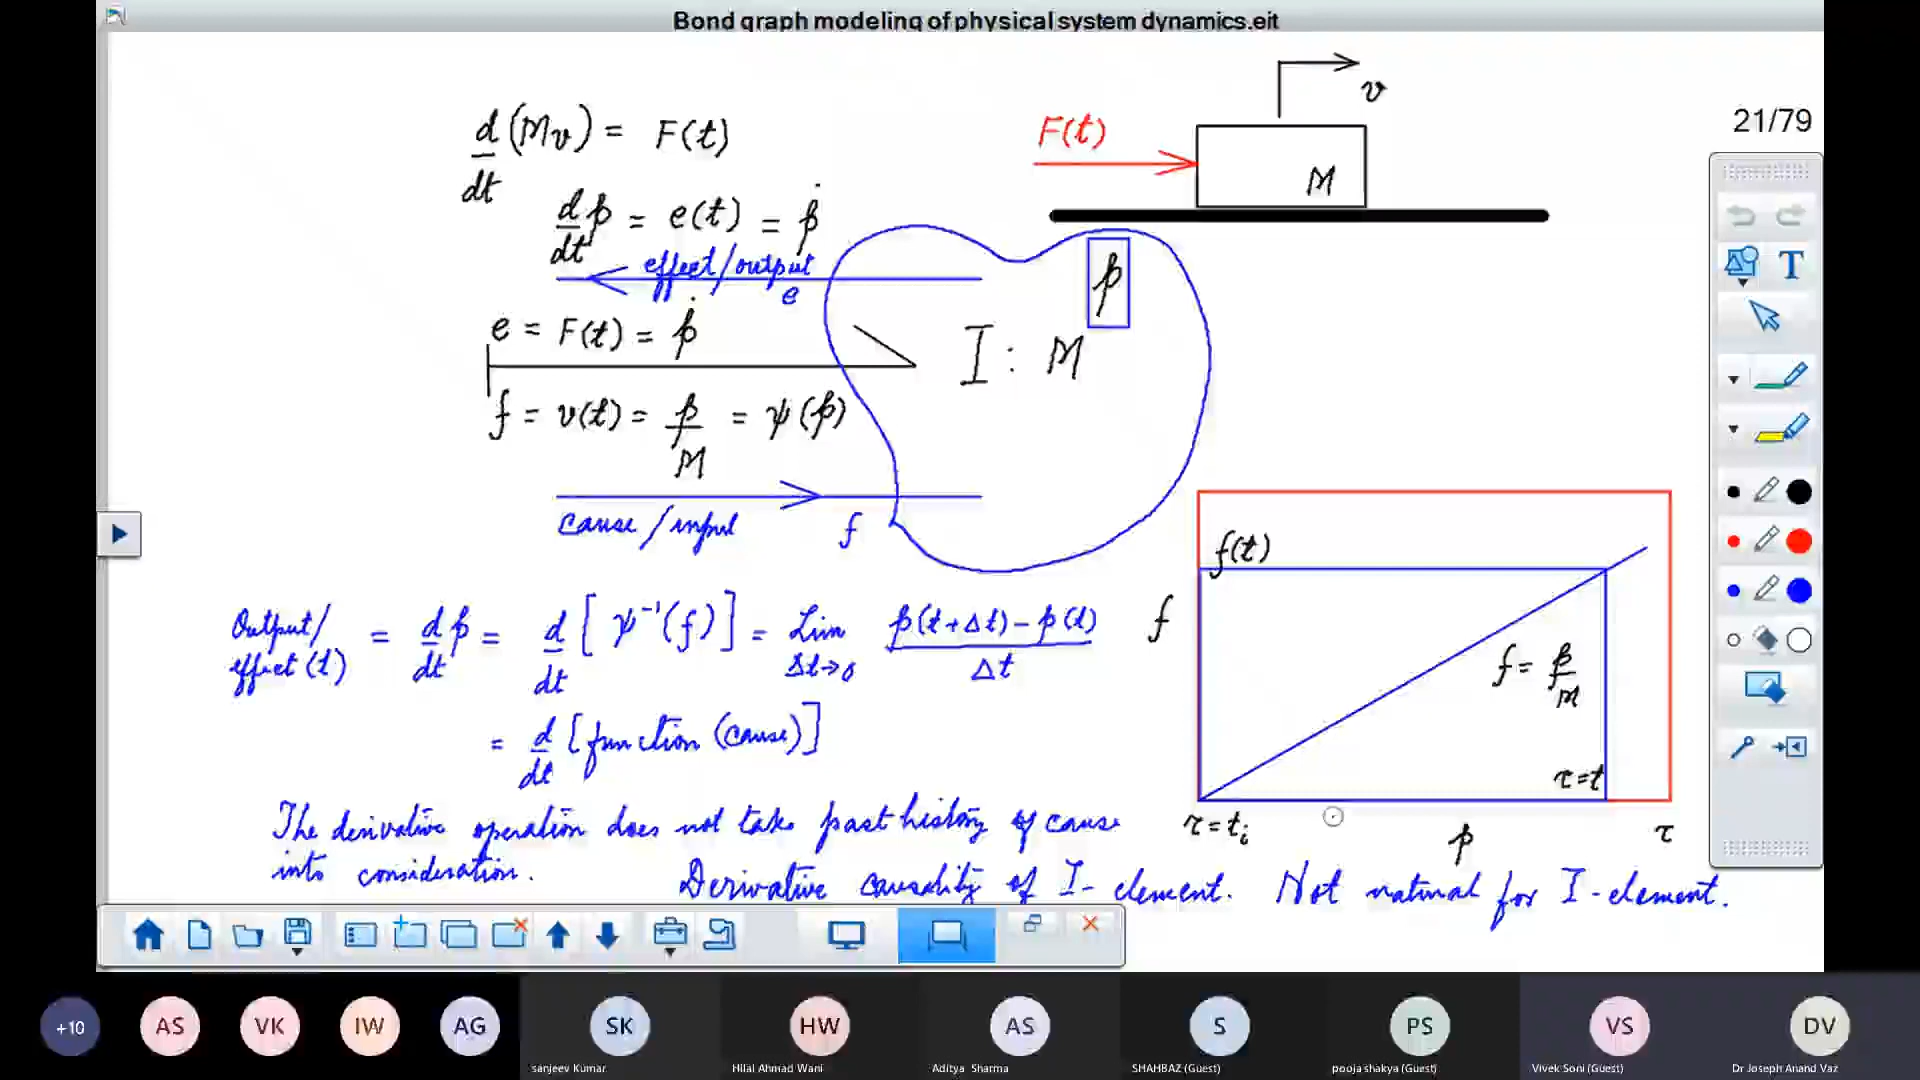 Bond graph modeling of physical system dynamics.eit
21/79
d/dt (Mv) = F(t)
F(t)
v
M
d/dt p = e(t) = ṗ
effect/output
e
p
e = F(t) = ṗ
I : M
f = v(t) = p/M = ψ(p)
cause/input
f
f(t)
f
f = p/M
τ=t
τ=tᵢ
p
τ
Output/effect(t) = d/dt p = d/dt [ψ⁻¹(f)] = Lim Δt→0 p(t+Δt)-p(t)/Δt
= d/dt [function (cause)]
The derivative operation does not take past history of cause
into consideration.
Derivative causality of I-element. Not natural for I-element.
T
+10
AS
VK
IW
AG
SK
HW
AS
S
PS
VS
DV
sanjeev Kumar
Hilal Ahmad Wani
Aditya Sharma
SHAHBAZ (Guest)
pooja shakya (Guest)
Vivek Soni (Guest)
Dr Joseph Anand Vaz